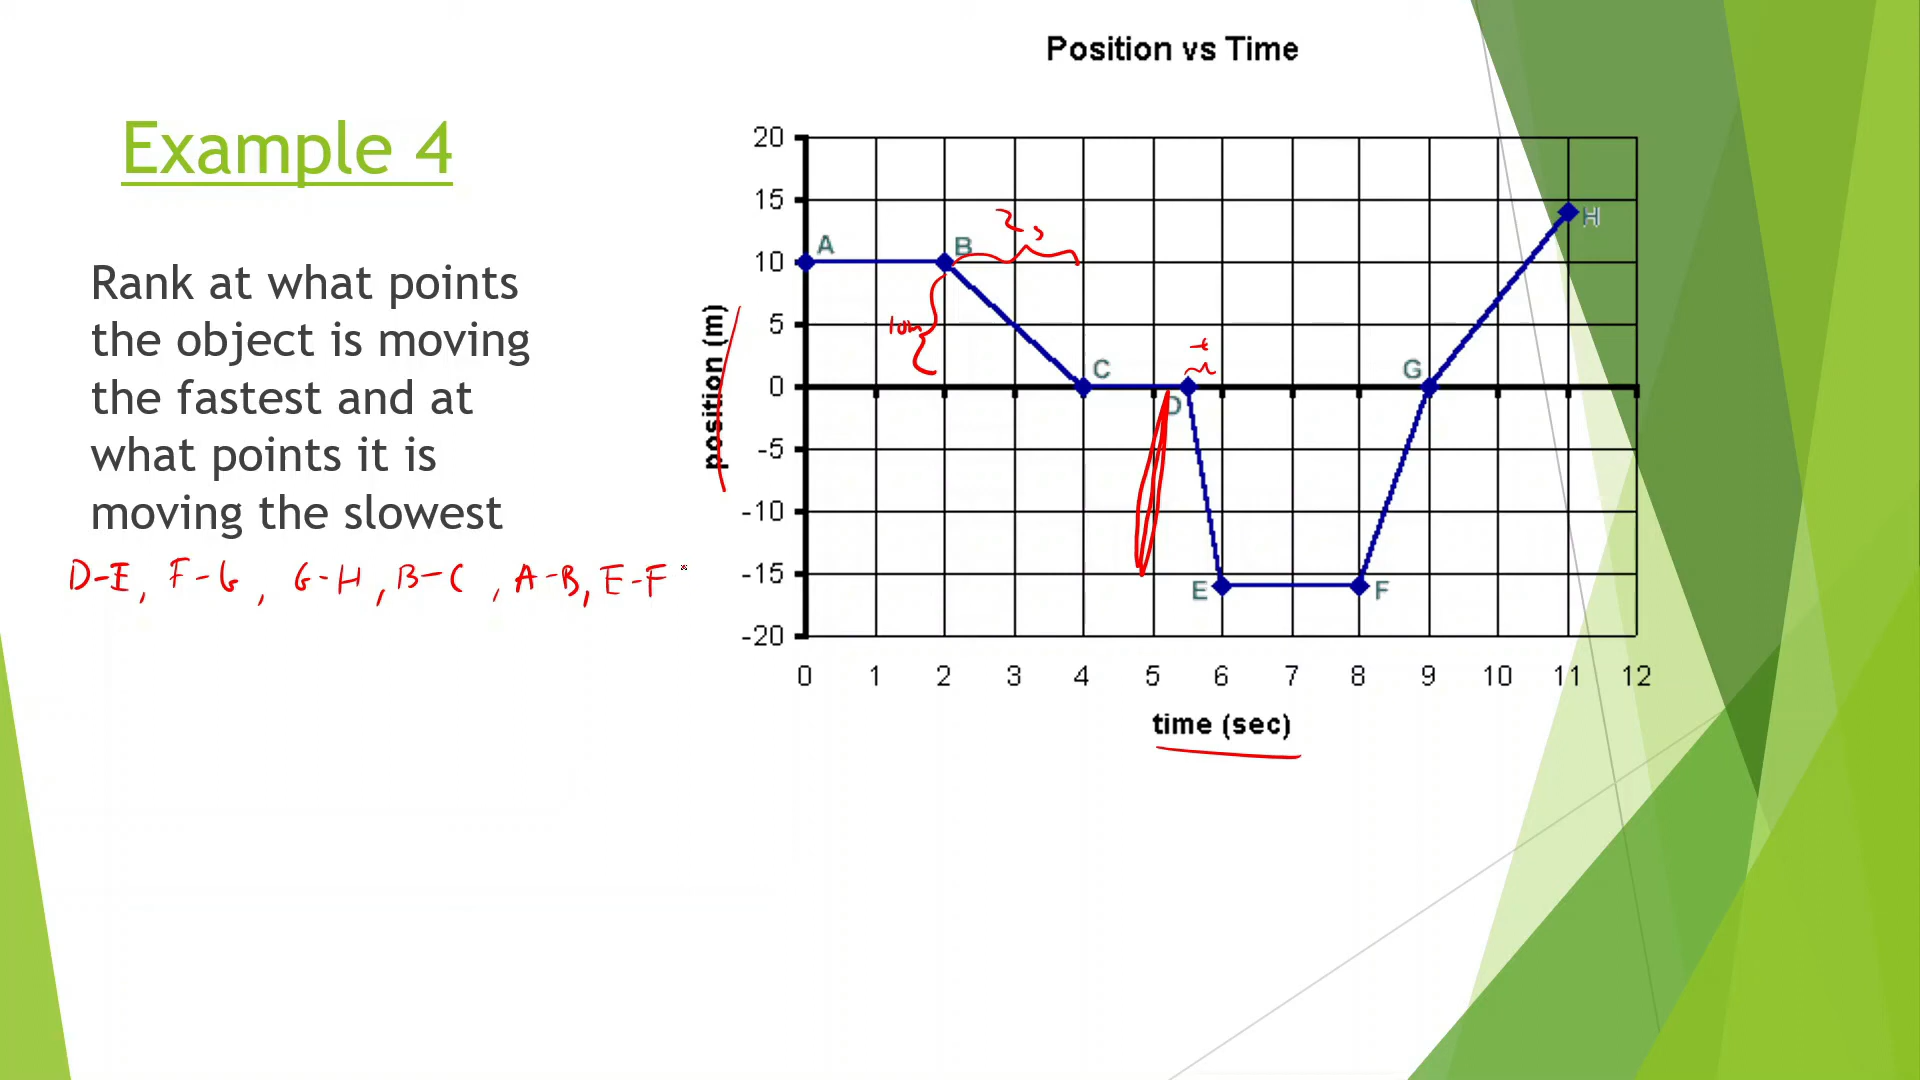 Position vs Time
Example 4
Rank at what points
the object is moving
the fastest and at
what points it is
moving the slowest
D-E, F-G, G-H, B-C, A-B, E-F
20
15
10
5
0
-5
-10
-15
-20
position (m)
A
B
2s
10m
C
t
D
E
F
G
H
0 1 2 3 4 5 6 7 8 9 10 11 12
time (sec)